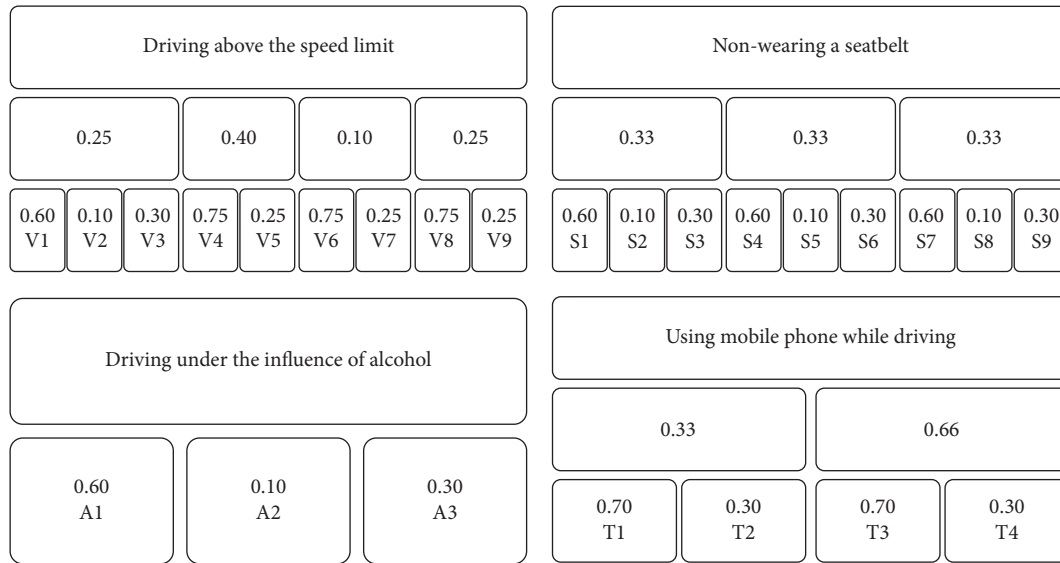 Driving above the speed limit
0.25 0.40 0.10 0.25
0.60 0.10 0.30 0.75 0.25 0.75 0.25 0.75 0.25
V1 V2 V3 V4 V5 V6 V7 V8 V9
Non-wearing a seatbelt
0.33 0.33 0.33
0.60 0.10 0.30 0.60 0.10 0.30 0.60 0.10 0.30
S1 S2 S3 S4 S5 S6 S7 S8 S9
Driving under the influence of alcohol
0.60 0.10 0.30
A1 A2 A3
Using mobile phone while driving
0.33 0.66
0.70 0.30 0.70 0.30
T1 T2 T3 T4